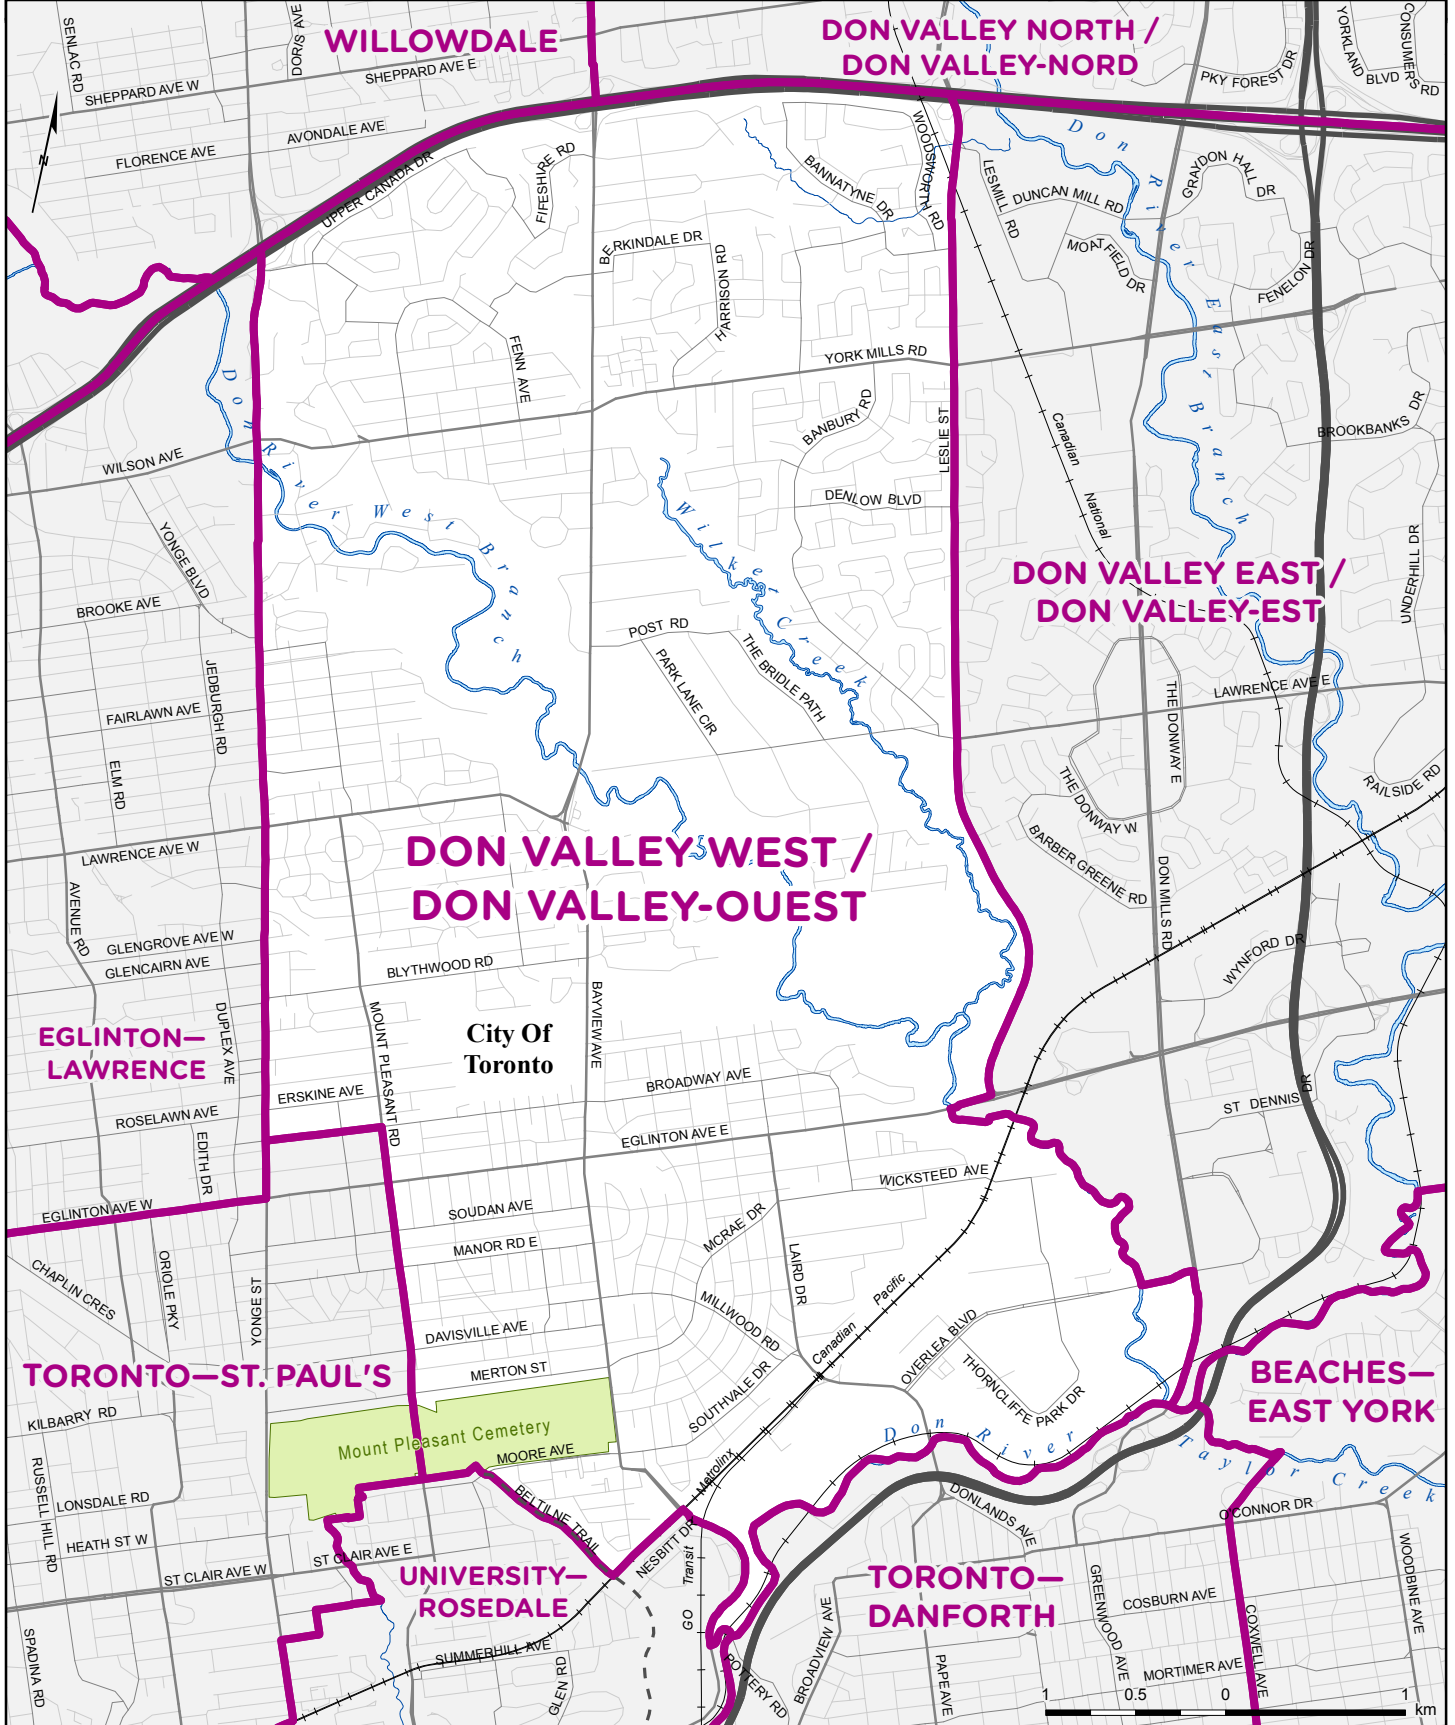 SENLAC RD
DORIS AVE
WILLOWDALE
SHEPPARD AVE E
SHEPPARD AVE W
DON VALLEY NORTH /
DON VALLEY-NORD
PKY FOREST DR
YORKLAND
BLVD
CONSUMERS
RD
N
AVONDALE AVE
FLORENCE AVE
UPPER CANADA DR
FIFESHIRE RD
BANNATYNE DR
WOODSWORTH RD
LESMILL RD
DUNCAN MILL RD
MOATFIELD DR
GRAYDON HALL
DR
FENELON DR
Don River East Branch
BERKINDALE DR
HARRISON RD
FENN AVE
YORK MILLS RD
BANBURY RD
LESLIE ST
DENLOW BLVD
Canadian
National
BROOKBANKS DR
UNDERHILL DR
WILSON AVE
Don River West Branch
YONGE BLVD
BROOKE AVE
Wilket Creek
DON VALLEY EAST /
DON VALLEY-EST
POST RD
PARK LANE CIR
THE BRIDLE PATH
JEDBURGH RD
FAIRLAWN AVE
ELM RD
LAWRENCE AVE E
THE DONWAY E
THE DONWAY W
RAILSIDE RD
BARBER GREENE RD
DON MILLS RD
LAWRENCE AVE W
DON VALLEY WEST /
DON VALLEY-OUEST
AVENUE RD
GLENGROVE AVE W
GLENCAIRN AVE
BLYTHWOOD RD
WYNFORD DR
DUPLEX AVE
MOUNT PLEASANT RD
City Of
Toronto
BAYVIEW AVE
EGLINTON—
LAWRENCE
ERSKINE AVE
BROADWAY AVE
ROSELAWN AVE
EDITH DR
EGLINTON AVE E
ST DENNIS
DR
WICKSTEED AVE
EGLINTON AVE W
SOUDAN AVE
MANOR RD E
MCRAE DR
LAIRD DR
CHAPLIN CRES
ORIOLE PKY
YONGE ST
MILLWOOD RD
Pacific
Canadian
OVERLEA BLVD
THORNCLIFFE
PARK DR
DAVISVILLE AVE
MERTON ST
SOUTHVALE DR
TORONTO—ST. PAUL'S
BEACHES—
EAST YORK
KILBARRY RD
Mount Pleasant Cemetery
MOORE AVE
Don River
Taylor Creek
Metrolinx
RUSSELL HILL RD
LONSDALE RD
HEATH ST W
BELTILNE TRAIL
NESBITT DR
DONLANDS AVE
O'CONNOR DR
ST CLAIR AVE E
ST CLAIR AVE W
UNIVERSITY—
ROSEDALE
Transit
GO
TORONTO—
DANFORTH
GREENWOOD AVE
COSBURN AVE
COXWELL AVE
WOODBINE AVE
SPADINA RD
SUMMERHILL AVE
GLEN RD
POTTERY RD
BROADVIEW AVE
PAPE AVE
MORTIMER AVE
1 0.5 0 1
km